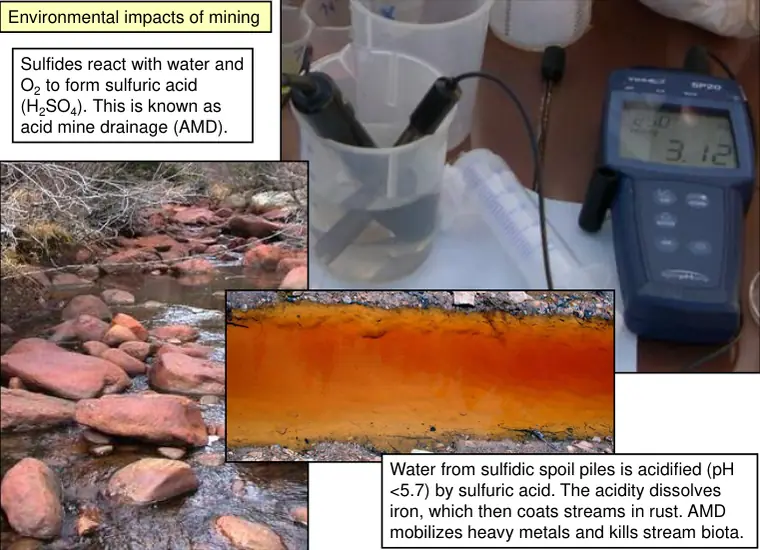 Environmental impacts of mining
Sulfides react with water and
O₂ to form sulfuric acid
(H₂SO₄). This is known as
acid mine drainage (AMD).
SP20
3.12
Water from sulfidic spoil piles is acidified (pH
<5.7) by sulfuric acid. The acidity dissolves
iron, which then coats streams in rust. AMD
mobilizes heavy metals and kills stream biota.